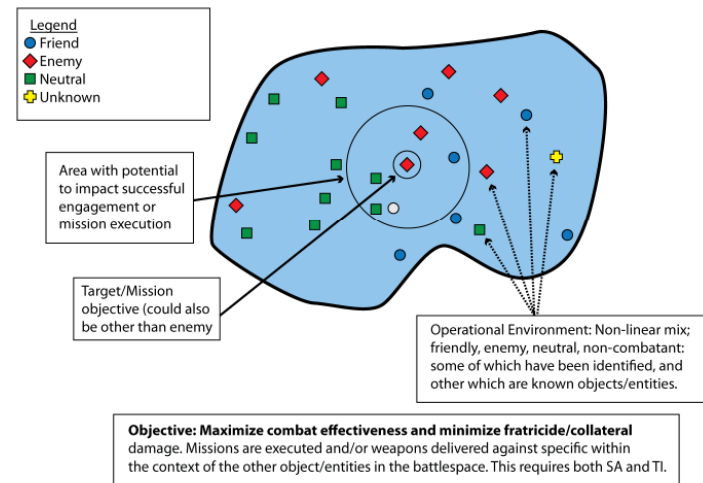 Legend
Friend
Enemy
Neutral
Unknown
Area with potential
to impact successful
engagement or
mission execution
Target/Mission
objective (could also
be other than enemy
Operational Environment: Non-linear mix;
friendly, enemy, neutral, non-combatant:
some of which have been identified, and
other which are known objects/entities.
Objective: Maximize combat effectiveness and minimize fratricide/collateral
damage. Missions are executed and/or weapons delivered against specific within
the context of the other object/entities in the battlespace. This requires both SA and TI.